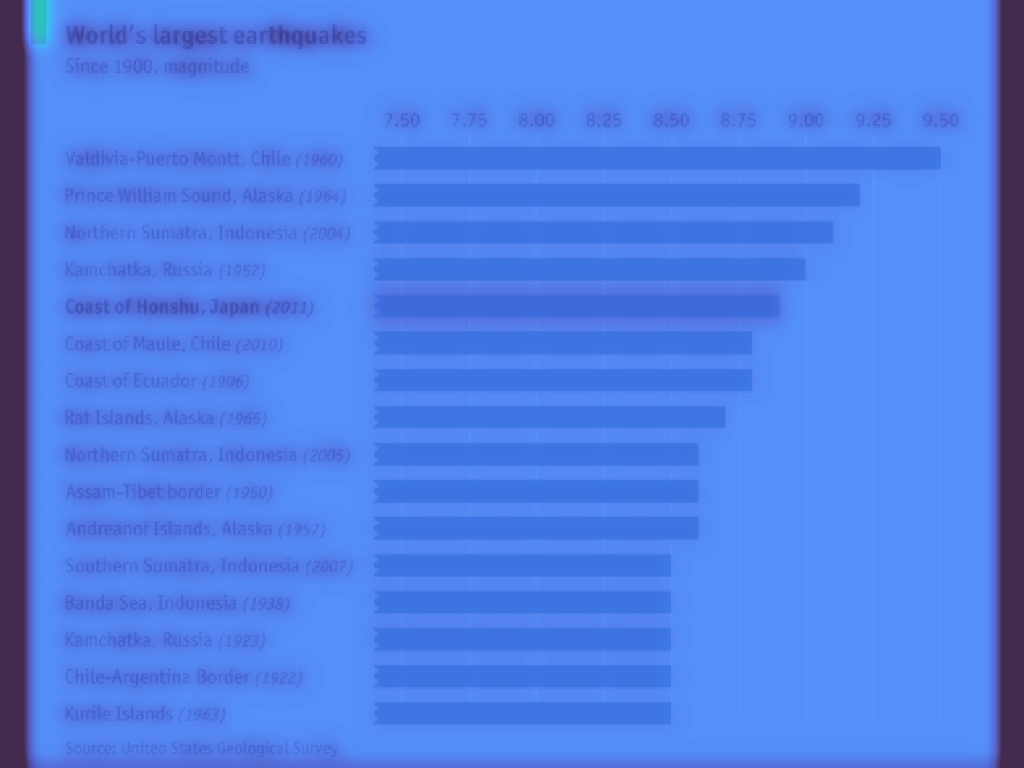 World's largest earthquakes
Since 1900, magnitude
7.50 7.75 8.00 8.25 8.50 8.75 9.00 9.25 9.50
Valdivia-Puerto Montt, Chile (1960)
Prince William Sound, Alaska (1964)
Northern Sumatra, Indonesia (2004)
Kamchatka, Russia (1952)
Coast of Honshu, Japan (2011)
Coast of Maule, Chile (2010)
Coast of Ecuador (1906)
Rat Islands, Alaska (1965)
Northern Sumatra, Indonesia (2005)
Assam-Tibet border (1950)
Andreanof Islands, Alaska (1957)
Southern Sumatra, Indonesia (2007)
Banda Sea, Indonesia (1938)
Kamchatka, Russia (1923)
Chile-Argentina Border (1922)
Kurile Islands (1963)
Source: United States Geological Survey